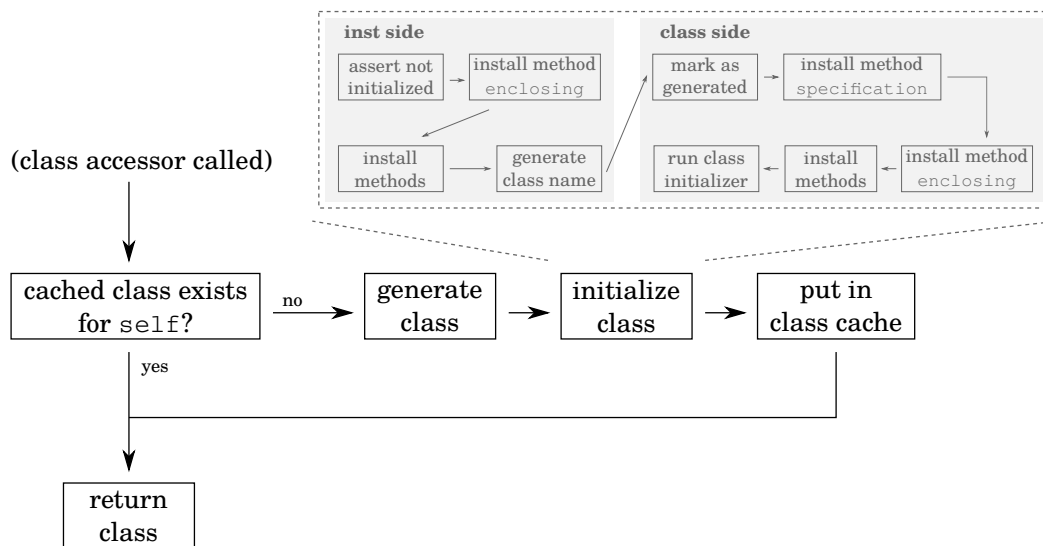 inst side
class side
assert not
initialized
install method
enclosing
mark as
generated
install method
specification
install
methods
generate
class name
run class
initializer
install
methods
install method
enclosing
(class accessor called)
cached class exists
for self?
no
generate
class
initialize
class
put in
class cache
yes
return
class